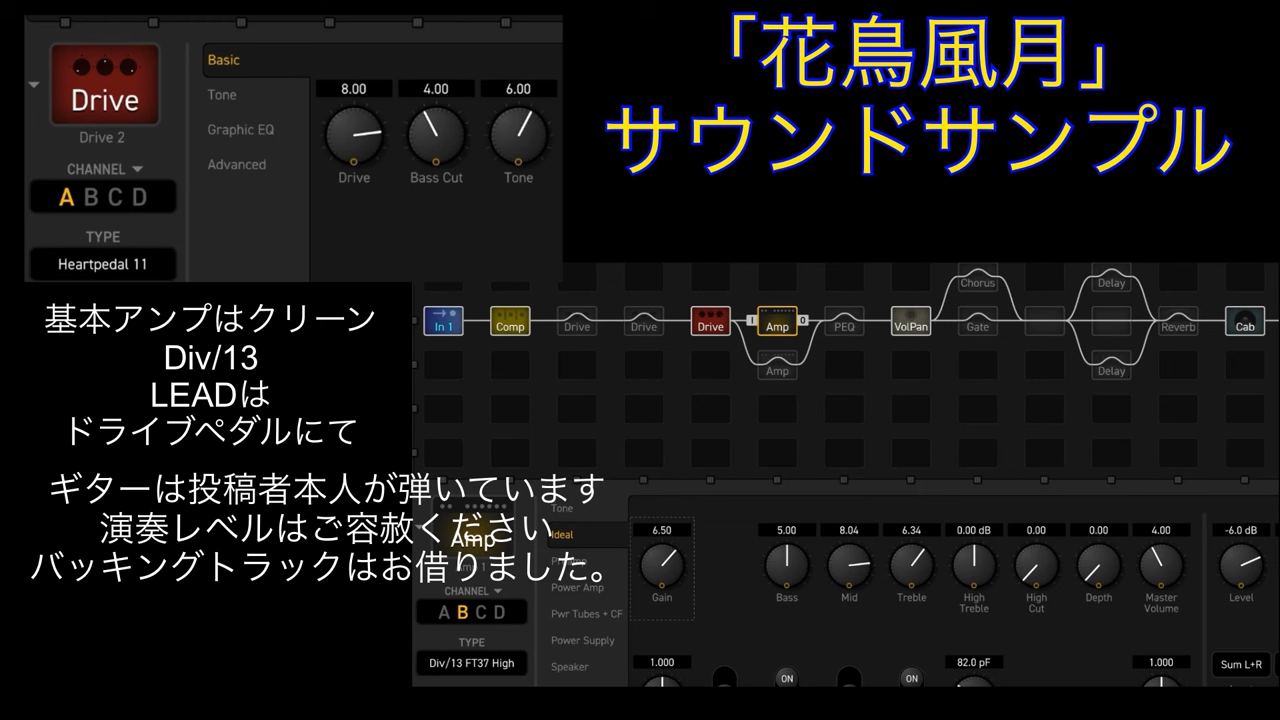 「花鳥風月」
サウンドサンプル
Drive
Drive 2
CHANNEL
A B C D
TYPE
Heartpedal 11
Basic
Tone
Graphic EQ
Advanced
8.00 4.00 6.00
Drive Bass Cut Tone
基本アンプはクリーン
Div/13
LEADは
ドライブペダルにて
ギターは投稿者本人が弾いています
演奏レベルはご容赦ください
バッキングトラックはお借りました。
Chorus Delay
In 1 Comp Drive Drive Drive I Amp O PEQ VolPan Gate Reverb Cab
Amp Delay
Amp
CHANNEL
A B C D
TYPE
Div/13 FT37 High
Tone
Ideal
Power Amp
Pwr Tubes + CF
Power Supply
Speaker
6.50 5.00 8.04 6.34 0.00 dB 0.00 0.00 4.00 -6.0 dB
Gain Bass Mid Treble High Treble High Cut Depth Master Volume Level
1.000 ON ON 82.0 pF 1.000 Sum L+R